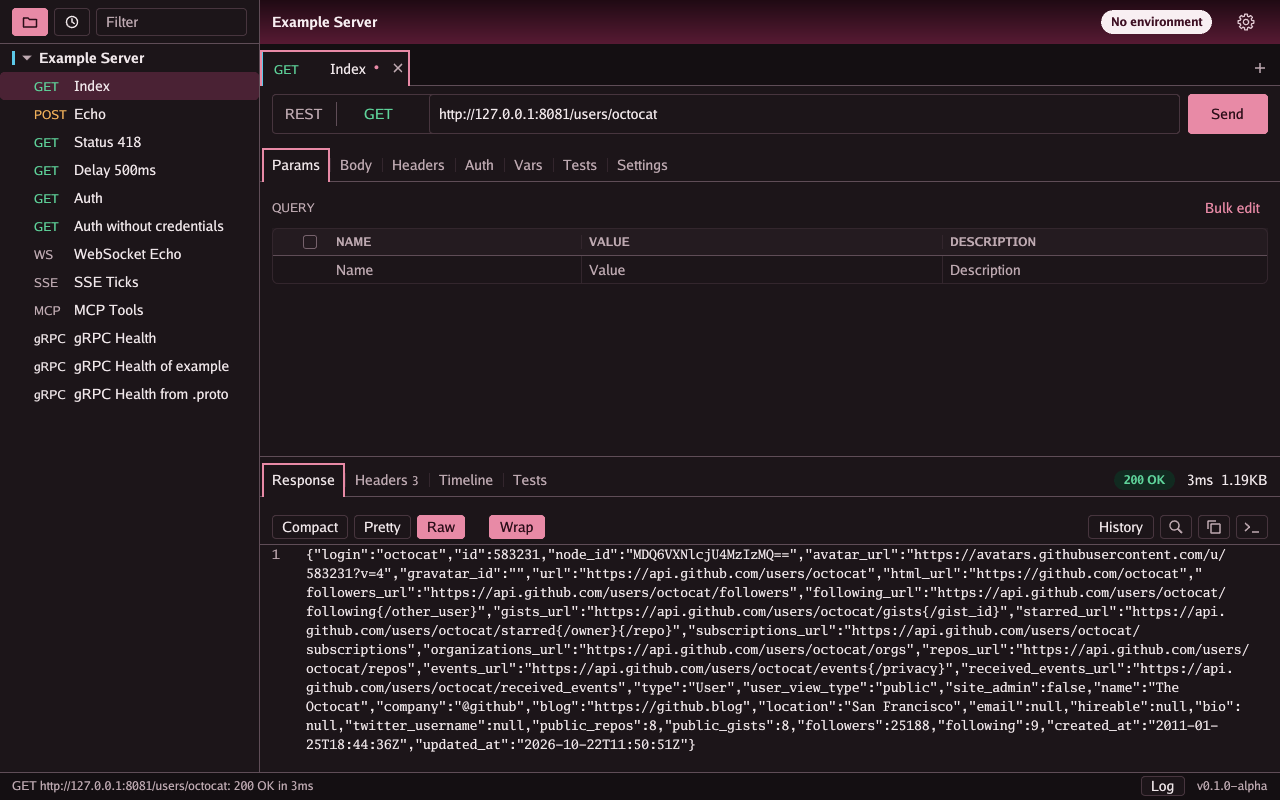 Filter
Example Server
No environment
Example Server
GET Index
POST Echo
GET Status 418
GET Delay 500ms
GET Auth
GET Auth without credentials
WS WebSocket Echo
SSE SSE Ticks
MCP MCP Tools
gRPC gRPC Health
gRPC gRPC Health of example
gRPC gRPC Health from .proto
GET Index
REST GET http://127.0.0.1:8081/users/octocat Send
Params Body Headers Auth Vars Tests Settings
QUERY Bulk edit
NAME VALUE DESCRIPTION
Name Value Description
Response Headers 3 Timeline Tests 200 OK 3ms 1.19KB
Compact Pretty Raw Wrap History
1 {"login":"octocat","id":583231,"node_id":"MDQ6VXNlcjU4MzIzMQ==","avatar_url":"https://avatars.githubusercontent.com/u/
583231?v=4","gravatar_id":"","url":"https://api.github.com/users/octocat","html_url":"https://github.com/octocat","
followers_url":"https://api.github.com/users/octocat/followers","following_url":"https://api.github.com/users/octocat/
following{/other_user}","gists_url":"https://api.github.com/users/octocat/gists{/gist_id}","starred_url":"https://api.
github.com/users/octocat/starred{/owner}{/repo}","subscriptions_url":"https://api.github.com/users/octocat/
subscriptions","organizations_url":"https://api.github.com/users/octocat/orgs","repos_url":"https://api.github.com/users/
octocat/repos","events_url":"https://api.github.com/users/octocat/events{/privacy}","received_events_url":"https://api.
github.com/users/octocat/received_events","type":"User","user_view_type":"public","site_admin":false,"name":"The
Octocat","company":"@github","blog":"https://github.blog","location":"San Francisco","email":null,"hireable":null,"bio":
null,"twitter_username":null,"public_repos":8,"public_gists":8,"followers":25188,"following":9,"created_at":"2011-01-
25T18:44:36Z","updated_at":"2026-10-22T11:50:51Z"}
GET http://127.0.0.1:8081/users/octocat: 200 OK in 3ms Log v0.1.0-alpha